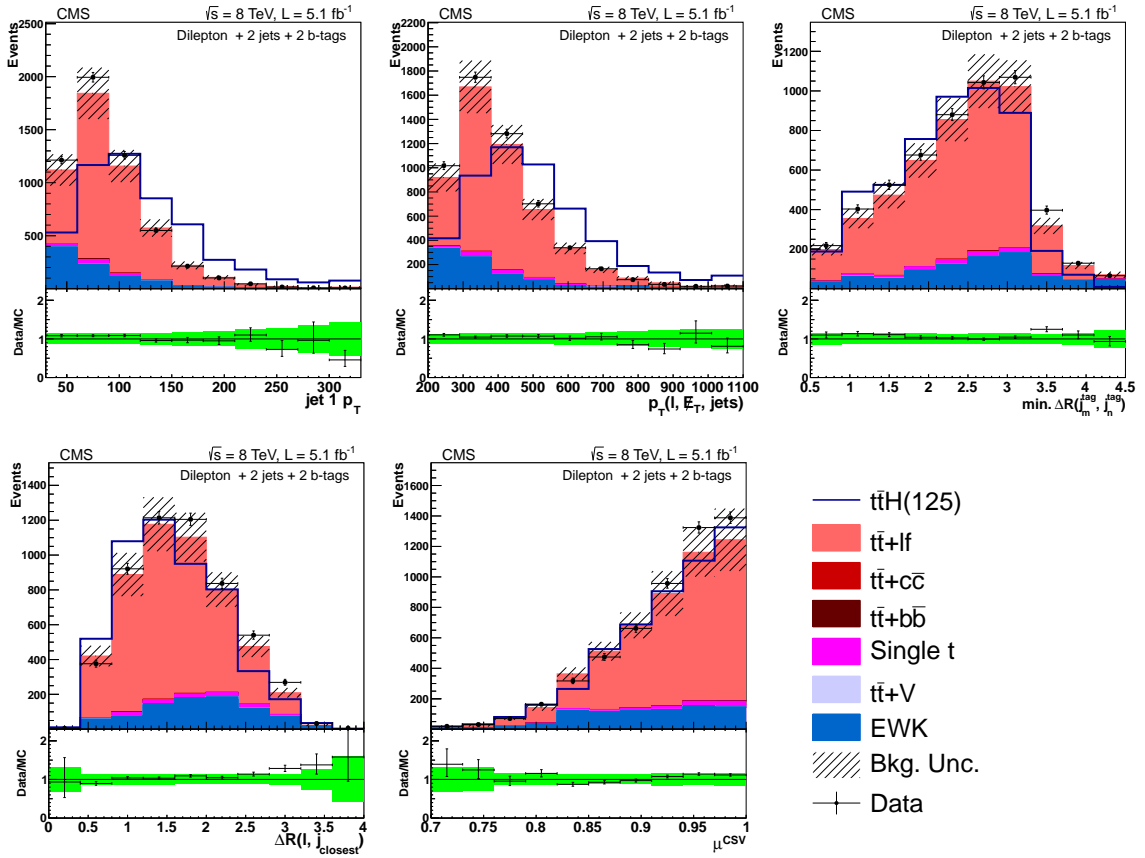 CMS √s = 8 TeV, L = 5.1 fb⁻¹
Dilepton + 2 jets + 2 b-tags
Events
2000
1500
1000
500
Data/MC
2
1
0
50 100 150 200 250 300
jet 1 p_T
CMS √s = 8 TeV, L = 5.1 fb⁻¹
Dilepton + 2 jets + 2 b-tags
Events
2200
2000
1800
1600
1400
1200
1000
800
600
400
200
Data/MC
2
1
0
200 300 400 500 600 700 800 900 1000 1100
p_T(l, E̸_T, jets)
CMS √s = 8 TeV, L = 5.1 fb⁻¹
Dilepton + 2 jets + 2 b-tags
Events
1200
1000
800
600
400
200
Data/MC
2
1
0
0.5 1 1.5 2 2.5 3 3.5 4 4.5
min. ΔR(j_m^tag, j_n^tag)
CMS √s = 8 TeV, L = 5.1 fb⁻¹
Dilepton + 2 jets + 2 b-tags
Events
1400
1200
1000
800
600
400
200
Data/MC
2
1
0
0 0.5 1 1.5 2 2.5 3 3.5 4
ΔR(l, j_closest)
CMS √s = 8 TeV, L = 5.1 fb⁻¹
Dilepton + 2 jets + 2 b-tags
Events
1600
1400
1200
1000
800
600
400
200
Data/MC
2
1
0
0.7 0.75 0.8 0.85 0.9 0.95 1
μ^CSV
tt̄H(125)
tt̄+lf
tt̄+cc̄
tt̄+bb̄
Single t
tt̄+V
EWK
Bkg. Unc.
Data